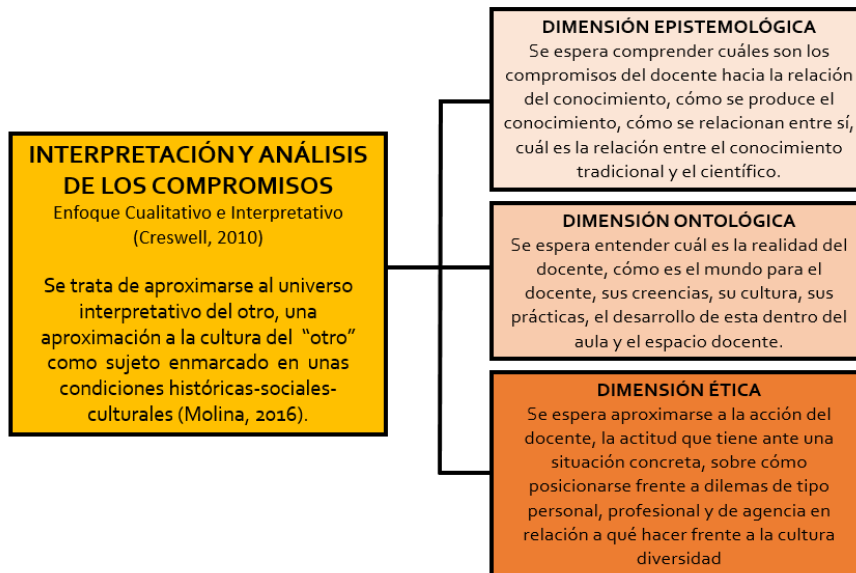 INTERPRETACIÓN Y ANÁLISIS
DE LOS COMPROMISOS
Enfoque Cualitativo e Interpretativo
(Creswell, 2010)
Se trata de aproximarse al universo
interpretativo del otro, una
aproximación a la cultura del “otro”
como sujeto enmarcado en unas
condiciones históricas-sociales-
culturales (Molina, 2016).
DIMENSIÓN EPISTEMOLÓGICA
Se espera comprender cuáles son los
compromisos del docente hacia la relación
del conocimiento, cómo se produce el
conocimiento, cómo se relacionan entre sí,
cuál es la relación entre el conocimiento
tradicional y el científico.
DIMENSIÓN ONTOLÓGICA
Se espera entender cuál es la realidad del
docente, cómo es el mundo para el
docente, sus creencias, su cultura, sus
prácticas, el desarrollo de esta dentro del
aula y el espacio docente.
DIMENSIÓN ÉTICA
Se espera aproximarse a la acción del
docente, la actitud que tiene ante una
situación concreta, sobre cómo
posicionarse frente a dilemas de tipo
personal, profesional y de agencia en
relación a qué hacer frente a la cultura
diversidad